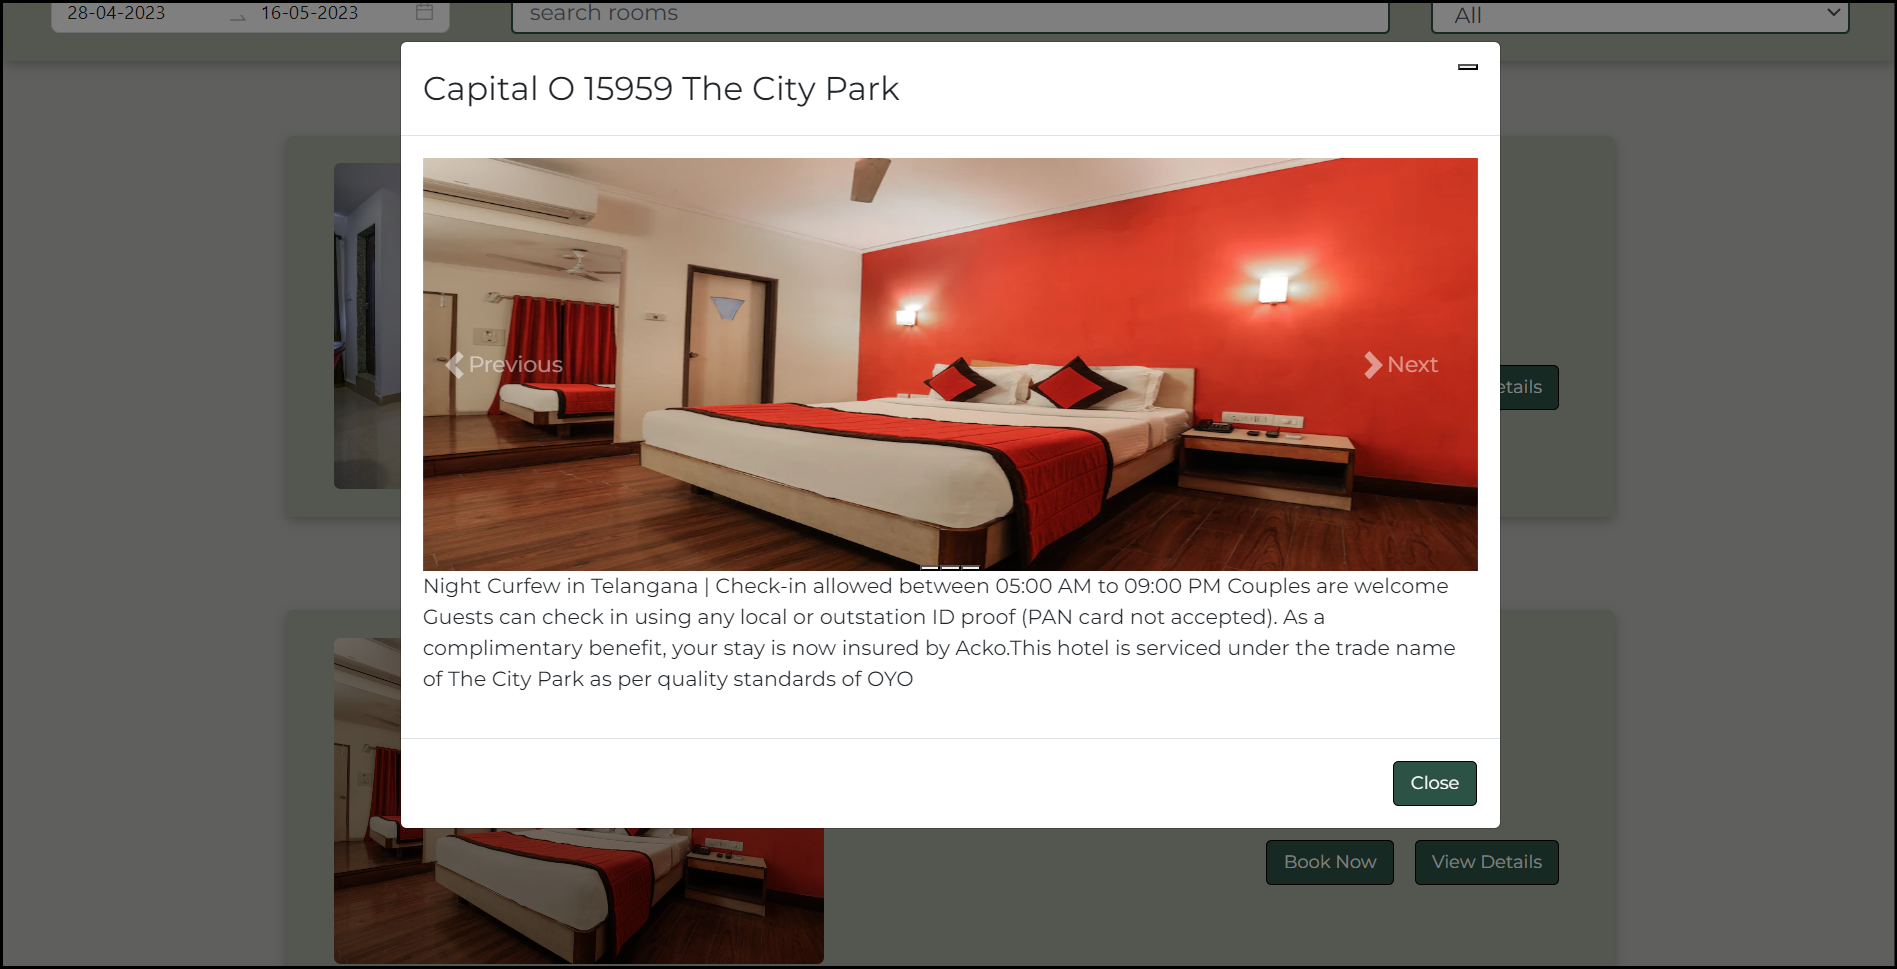 28-04-2023 16-05-2023 search rooms All
Capital O 15959 The City Park
Previous Next
etails
Night Curfew in Telangana | Check-in allowed between 05:00 AM to 09:00 PM Couples are welcome
Guests can check in using any local or outstation ID proof (PAN card not accepted). As a
complimentary benefit, your stay is now insured by Acko.This hotel is serviced under the trade name
of The City Park as per quality standards of OYO
Close
Book Now View Details